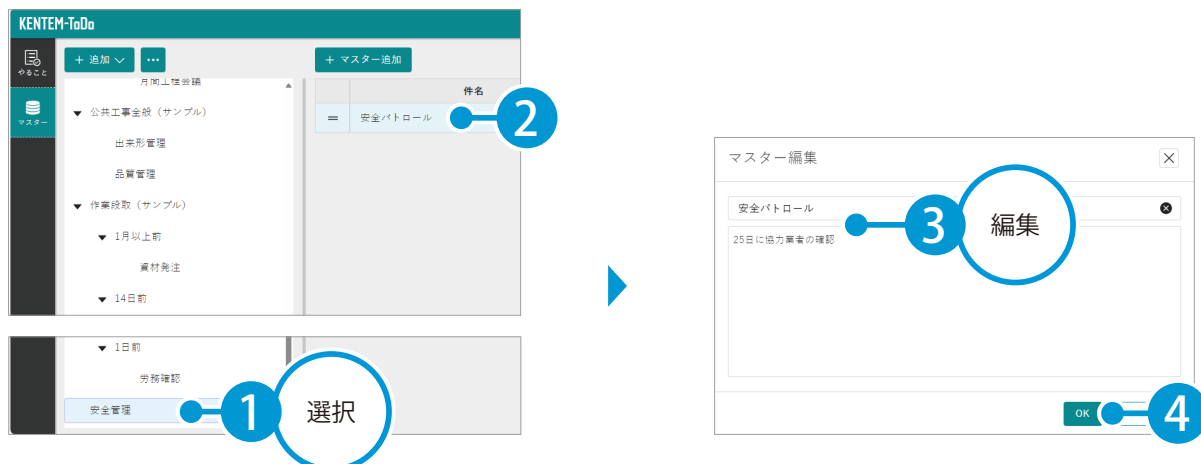 KENTEM-ToDo
やること
マスター
+ 追加
...
+ マスター追加
月間工程会議
公共工事全般（サンプル）
出来形管理
品質管理
作業段取（サンプル）
1月以上前
資材発注
14日前
件名
安全パトロール
2
1日前
労務確認
安全管理
1
選択
マスター編集
安全パトロール
3
編集
25日に協力業者の確認
OK
4